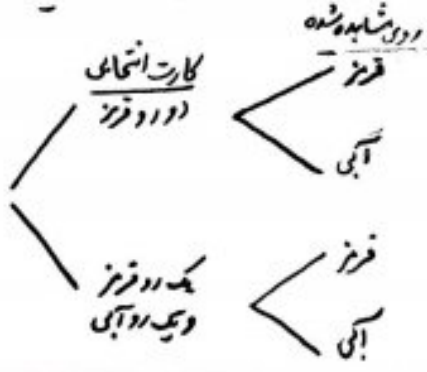 روی مشاهده شده
کارت انتخابی
قرمز
دو رو قرمز
آبی
یک رو قرمز
و یک رو آبی
قرمز
آبی